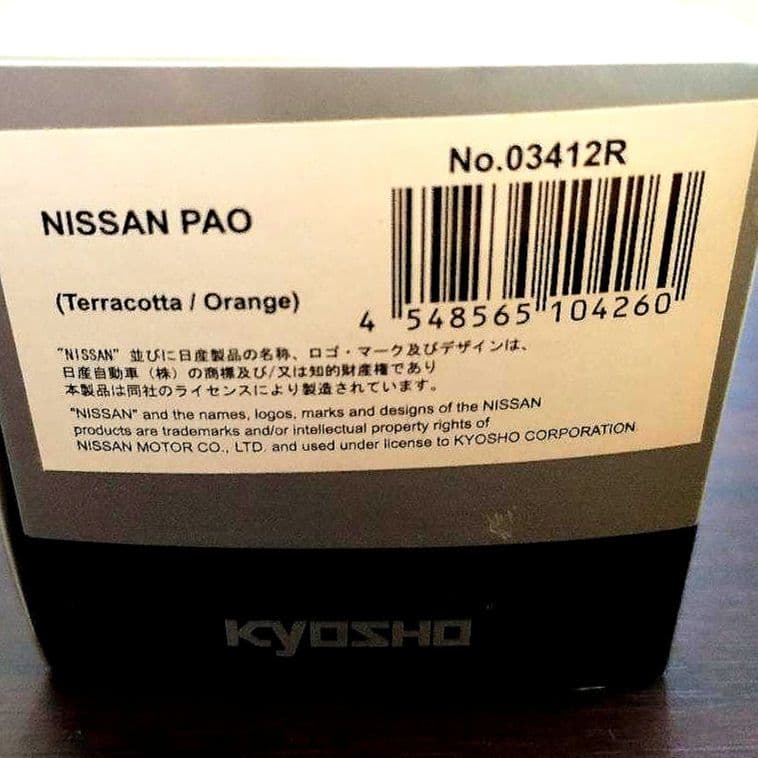 No.03412R
NISSAN PAO
(Terracotta / Orange)
4 548565 104260
"NISSAN" 並びに日産製品の名称、ロゴ・マーク及びデザインは、
日産自動車（株）の商標及び/又は知的財産権であり
本製品は同社のライセンスにより製造されています。
"NISSAN" and the names, logos, marks and designs of the NISSAN
products are trademarks and/or intellectual property rights of
NISSAN MOTOR CO., LTD. and used under license to KYOSHO CORPORATION
KYOSHO